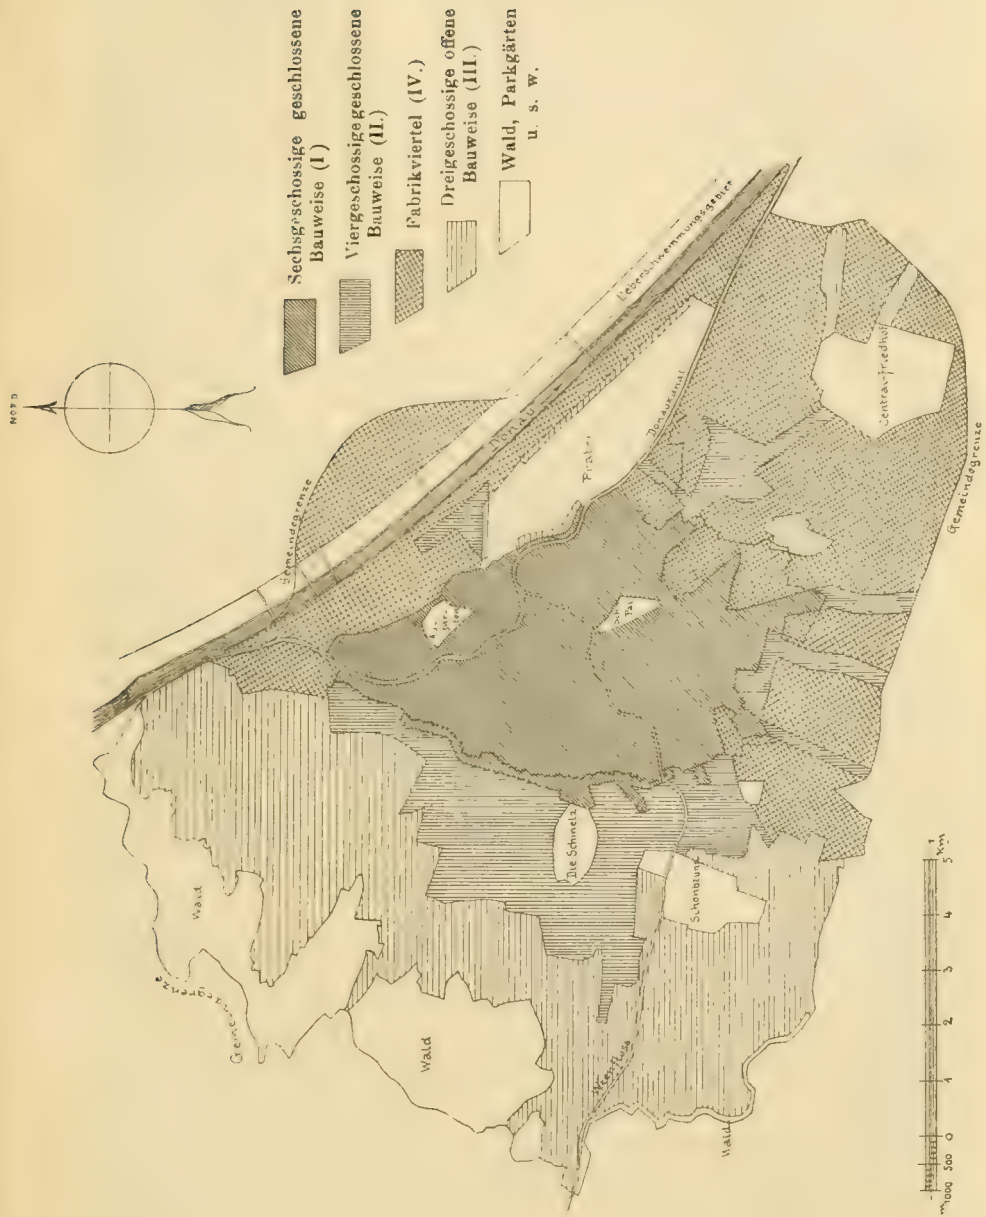 NORD
Sechsgeschossige geschlossene
Bauweise (I)
Viergeschossige geschlossene
Bauweise (II.)
Fabrikviertel (IV.)
Dreigeschossige offene
Bauweise (III.)
Wald, Parkgärten
u. s. w.
Gemeindegrenze
Wald
Gemeindegrenze
Donau
Ueberschwemmungsgebiet
Prater
Donaukanal
Wald
Die Schmelz
Schönbrunn
Wienfluss
Wald
Central-Friedhof
Gemeindegrenze
m 1000 500 0 1 2 3 4 5 Km